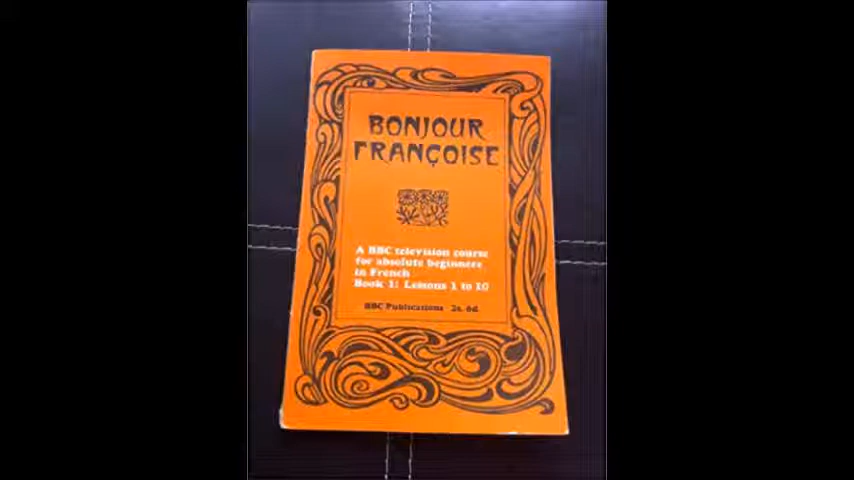 BONJOUR
FRANÇOISE
A BBC television course
for absolute beginners
in French
Book 1: Lessons 1 to 10
BBC Publications 2s. 6d.